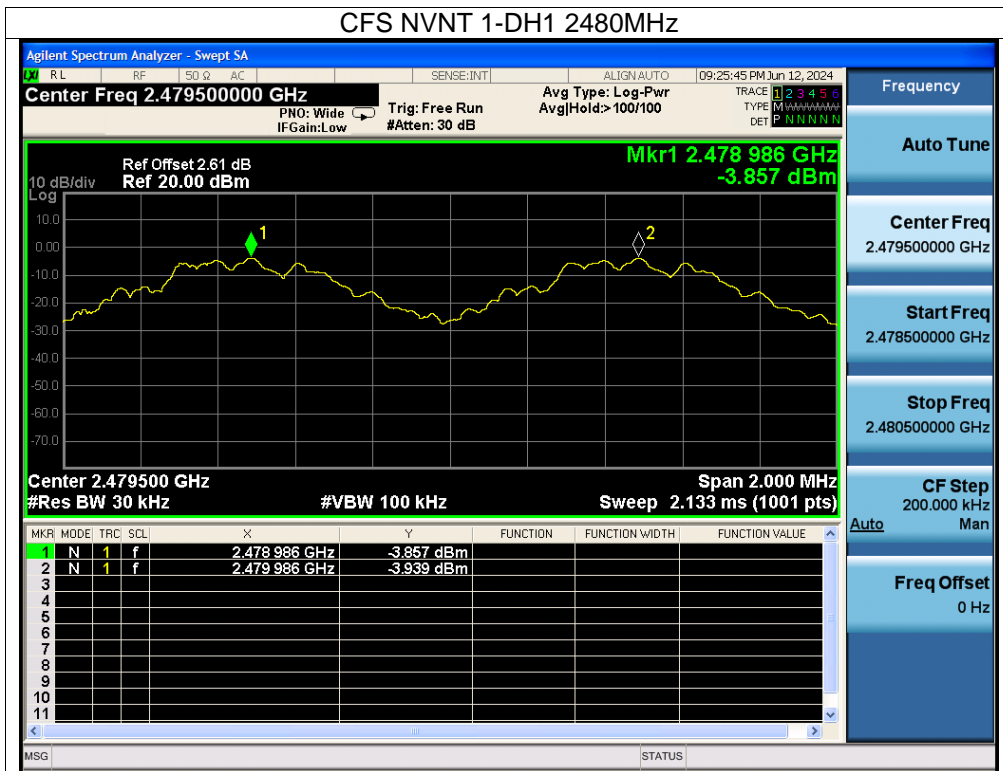 CFS NVNT 1-DH1 2480MHz
Agilent Spectrum Analyzer - Swept SA
LXI RL RF 50 Ω AC SENSE:INT ALIGN AUTO 09:25:45 PM Jun 12, 2024
Center Freq 2.479500000 GHz
PNO: Wide
IFGain:Low
Trig: Free Run
#Atten: 30 dB
Avg Type: Log-Pwr
Avg|Hold:>100/100
TRACE 1 2 3 4 5 6
TYPE M WWWWW
DET P N N N N N
Mkr1 2.478 986 GHz
-3.857 dBm
Ref Offset 2.61 dB
10 dB/div Ref 20.00 dBm
Log
10.0
0.00
-10.0
-20.0
-30.0
-40.0
-50.0
-60.0
-70.0
1
2
Center 2.479500 GHz Span 2.000 MHz
#Res BW 30 kHz #VBW 100 kHz Sweep 2.133 ms (1001 pts)
MKR MODE TRC SCL X Y FUNCTION FUNCTION WIDTH FUNCTION VALUE
1 N 1 f 2.478 986 GHz -3.857 dBm
2 N 1 f 2.479 986 GHz -3.939 dBm
3
4
5
6
7
8
9
10
11
MSG STATUS
Frequency
Auto Tune
Center Freq
2.479500000 GHz
Start Freq
2.478500000 GHz
Stop Freq
2.480500000 GHz
CF Step
200.000 kHz
Auto Man
Freq Offset
0 Hz